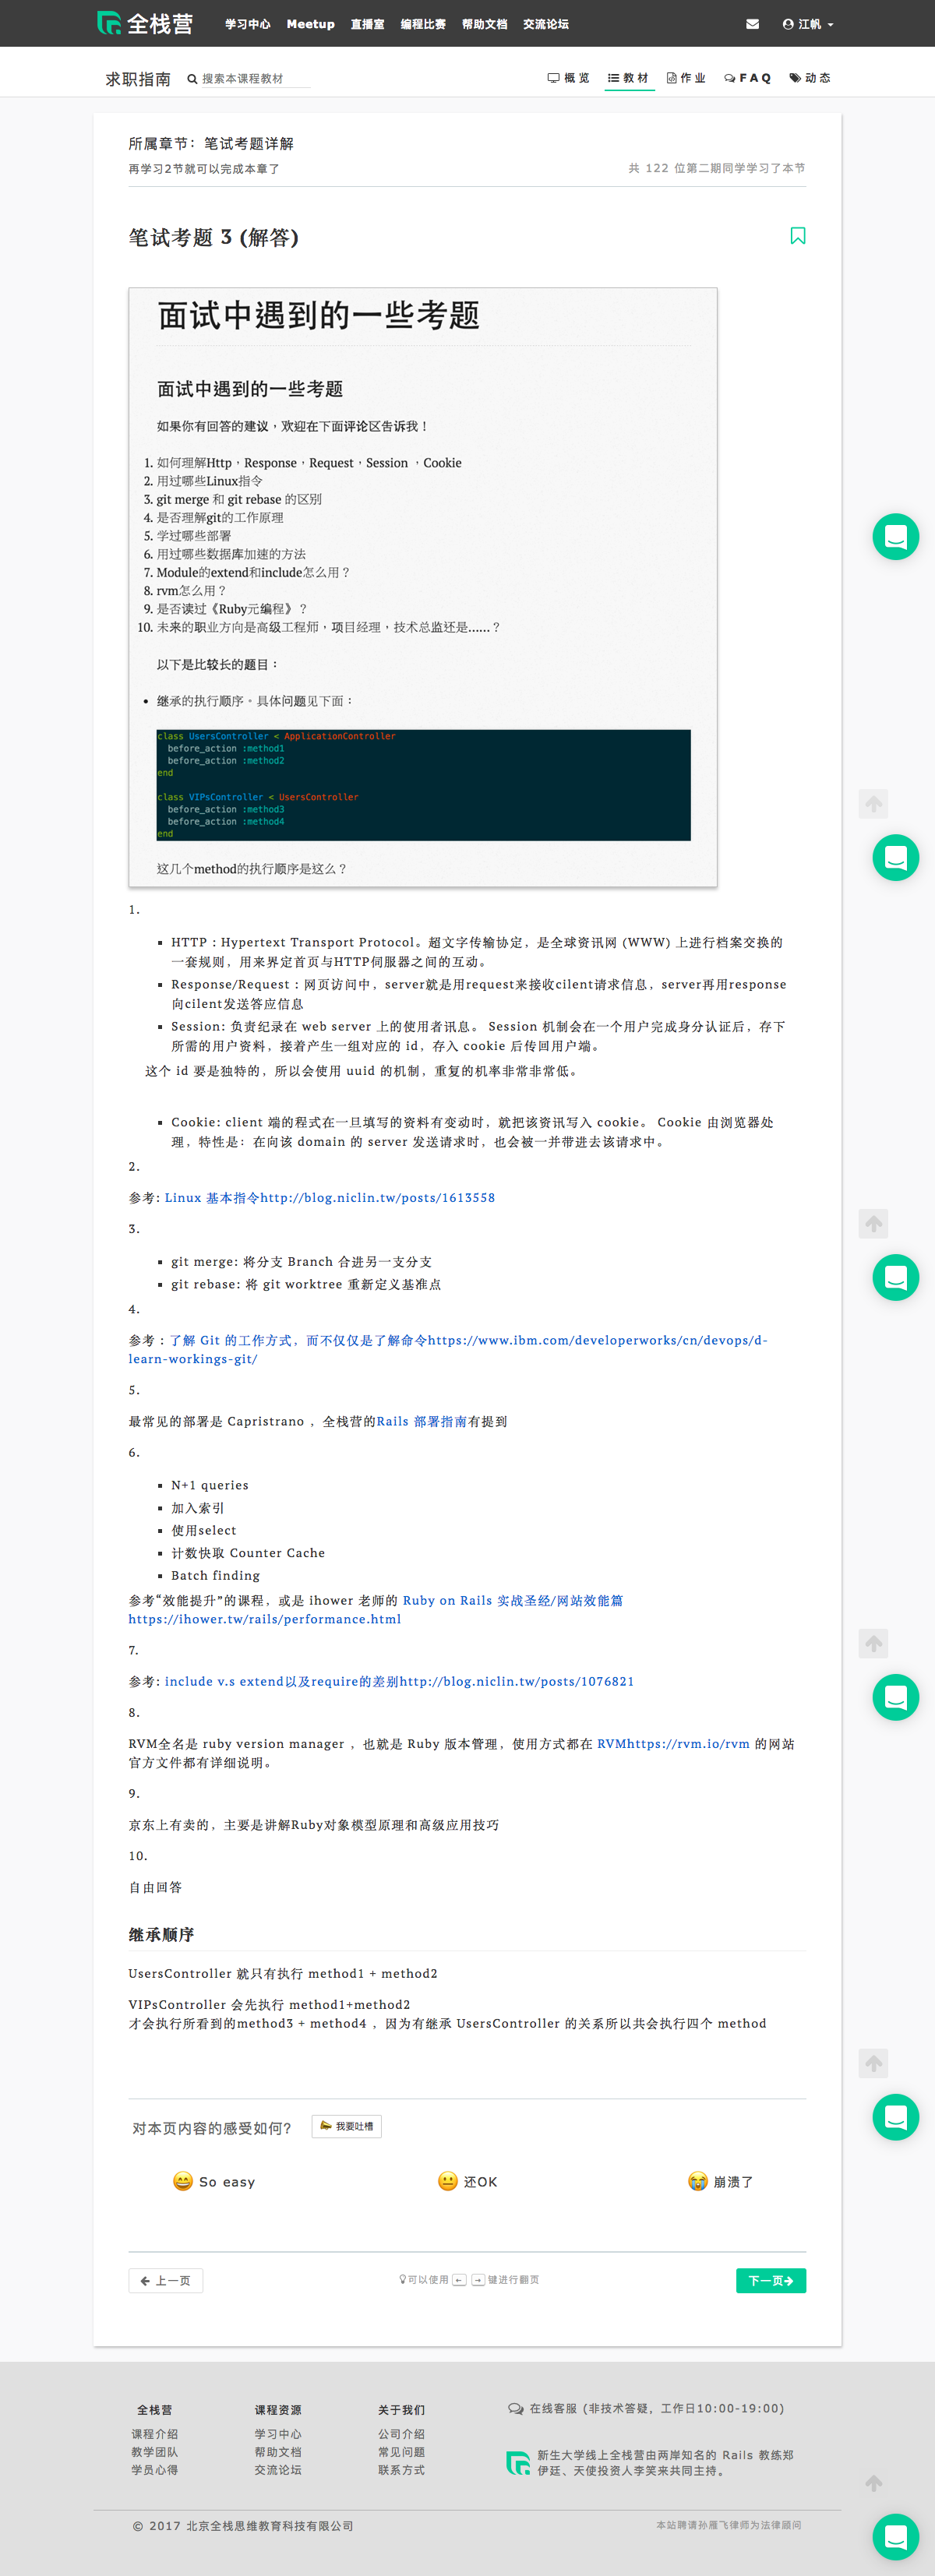 全栈营 学习中心 Meetup 直播室 编程比赛 帮助文档 交流论坛 江帆
求职指南 搜索本课程教材 概览 教材 作业 FAQ 动态
所属章节：笔试考题详解
再学习2节就可以完成本章了 共 122 位第二期同学学习了本节
笔试考题 3 (解答)
面试中遇到的一些考题
面试中遇到的一些考题
如果你有回答的建议，欢迎在下面评论区告诉我！
1. 如何理解Http，Response，Request，Session ，Cookie
2. 用过哪些Linux指令
3. git merge 和 git rebase 的区别
4. 是否理解git的工作原理
5. 学过哪些部署
6. 用过哪些数据库加速的方法
7. Module的extend和include怎么用？
8. rvm怎么用？
9. 是否读过《Ruby元编程》？
10. 未来的职业方向是高级工程师，项目经理，技术总监还是……？
以下是比较长的题目：
• 继承的执行顺序。具体问题见下面：
class UsersController < ApplicationController
before_action :method1
before_action :method2
end
class VIPsController < UsersController
before_action :method3
before_action :method4
end
这几个method的执行顺序是这么？
1.
▪ HTTP : Hypertext Transport Protocol。超文字传输协定，是全球资讯网 (WWW) 上进行档案交换的
一套规则，用来界定首页与HTTP伺服器之间的互动。
▪ Response/Request : 网页访问中，server就是用request来接收cilent请求信息，server再用response
向cilent发送答应信息
▪ Session: 负责纪录在 web server 上的使用者讯息。 Session 机制会在一个用户完成身分认证后，存下
所需的用户资料，接着产生一组对应的 id，存入 cookie 后传回用户端。
这个 id 要是独特的，所以会使用 uuid 的机制，重复的机率非常非常低。
▪ Cookie: client 端的程式在一旦填写的资料有变动时，就把该资讯写入 cookie。 Cookie 由浏览器处
理，特性是：在向该 domain 的 server 发送请求时，也会被一并带进去该请求中。
2.
参考: Linux 基本指令http://blog.niclin.tw/posts/1613558
3.
▪ git merge: 将分支 Branch 合进另一支分支
▪ git rebase: 将 git worktree 重新定义基准点
4.
参考 : 了解 Git 的工作方式，而不仅仅是了解命令https://www.ibm.com/developerworks/cn/devops/d-
learn-workings-git/
5.
最常见的部署是 Capristrano ，全栈营的Rails 部署指南有提到
6.
▪ N+1 queries
▪ 加入索引
▪ 使用select
▪ 计数快取 Counter Cache
▪ Batch finding
参考“效能提升”的课程，或是 ihower 老师的 Ruby on Rails 实战圣经/网站效能篇
https://ihower.tw/rails/performance.html
7.
参考: include v.s extend以及require的差别http://blog.niclin.tw/posts/1076821
8.
RVM全名是 ruby version manager ，也就是 Ruby 版本管理，使用方式都在 RVMhttps://rvm.io/rvm 的网站
官方文件都有详细说明。
9.
京东上有卖的，主要是讲解Ruby对象模型原理和高级应用技巧
10.
自由回答
继承顺序
UsersController 就只有执行 method1 + method2
VIPsController 会先执行 method1+method2
才会执行所看到的method3 + method4 ，因为有继承 UsersController 的关系所以共会执行四个 method
对本页内容的感受如何? 我要吐槽
So easy 还OK 崩溃了
← 上一页 可以使用 ← → 键进行翻页 下一页→
全栈营 课程资源 关于我们 在线客服 (非技术答疑，工作日10:00-19:00)
课程介绍 学习中心 公司介绍
教学团队 帮助文档 常见问题 新生大学线上全栈营由两岸知名的 Rails 教练郑
学员心得 交流论坛 联系方式 伊廷、天使投资人李笑来共同主持。
© 2017 北京全栈思维教育科技有限公司 本站聘请孙雁飞律师为法律顾问